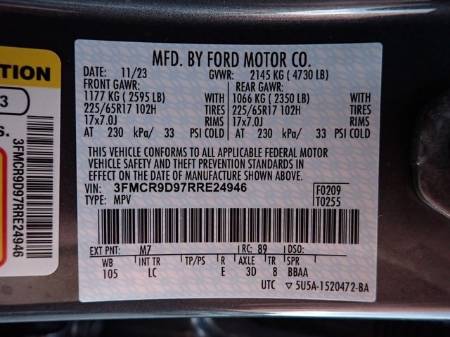 MFD. BY FORD MOTOR CO.
DATE: 11/23 GVWR: 2145 KG ( 4730 LB)
FRONT GAWR: REAR GAWR:
1177 KG ( 2595 LB) WITH 1066 KG ( 2350 LB) WITH
225/65R17 102H TIRES 225/65R17 102H TIRES
17x7.0J RIMS 17x7.0J RIMS
AT 230 kPa/ 33 PSI COLD AT 230 kPa/ 33 PSI COLD
THIS VEHICLE CONFORMS TO ALL APPLICABLE FEDERAL MOTOR
VEHICLE SAFETY AND THEFT PREVENTION STANDARDS IN
EFFECT ON THE DATE OF MANUFACTURE SHOWN ABOVE.
VIN: 3FMCR9D97RRE24946 F0209
TYPE: MPV T0255
EXT PNT: M7 RC: 89 DSO:
WB INT TR TP/PS R AXLE TR SPR
105 LC E 3D 8 BBAA
UTC ▽ 5U5A-1520472-BA
TION
3
S.
3FMCR9D97RRE24946